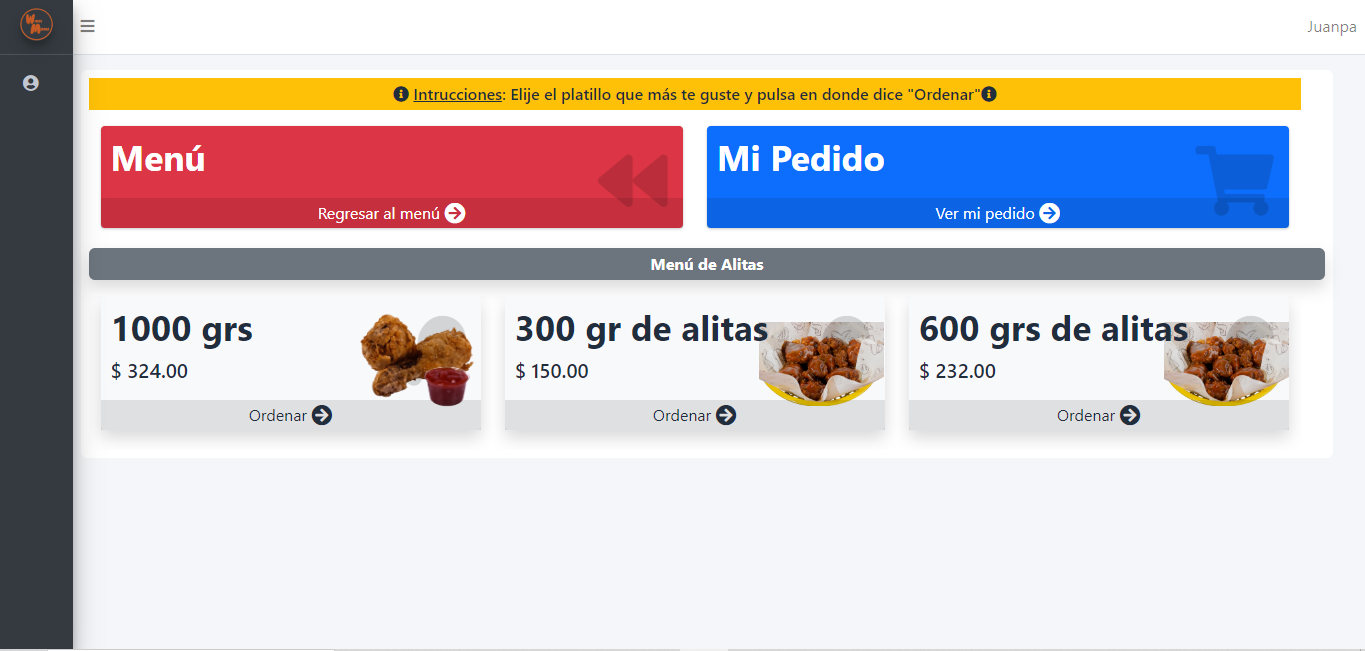 Juanpa
Intrucciones: Elije el platillo que más te guste y pulsa en donde dice "Ordenar"
Menú
Regresar al menú
Mi Pedido
Ver mi pedido
Menú de Alitas
1000 grs
$ 324.00
Ordenar
300 gr de alitas
$ 150.00
Ordenar
600 grs de alitas
$ 232.00
Ordenar